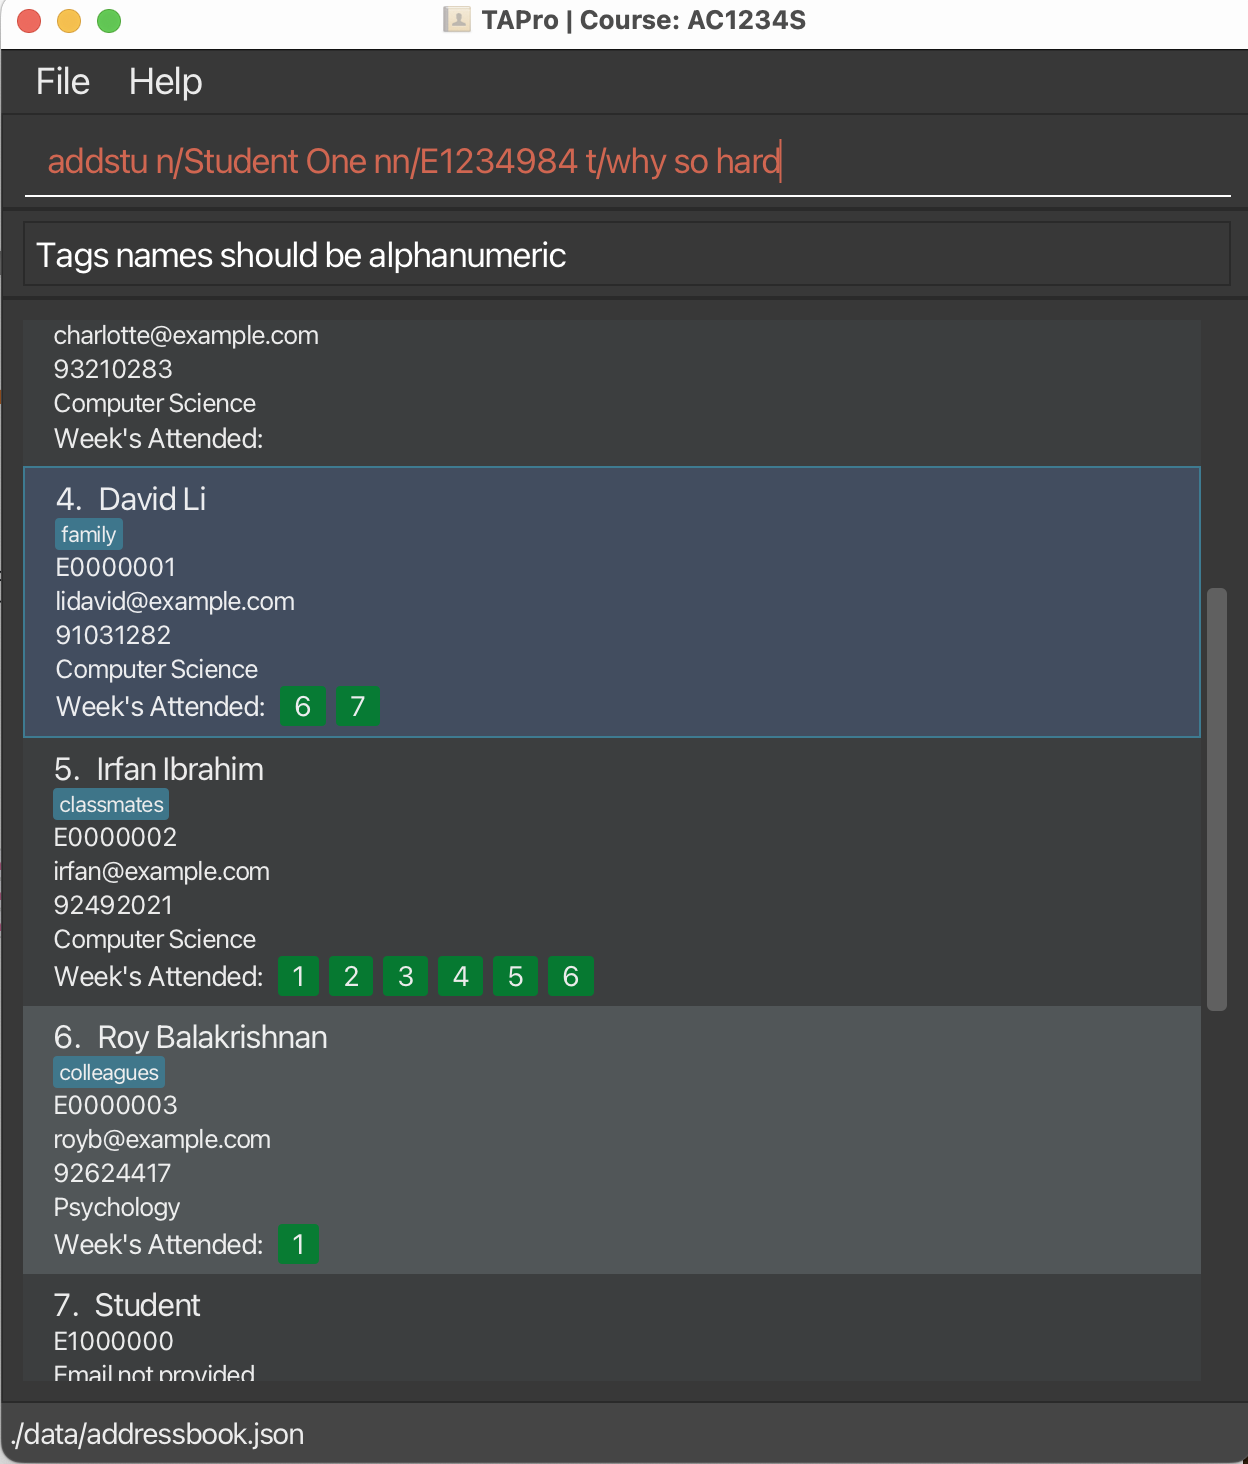 TAPro | Course: AC1234S
File Help
addstu n/Student One nn/E1234984 t/why so hard
Tags names should be alphanumeric
charlotte@example.com
93210283
Computer Science
Week's Attended:
4. David Li
family
E0000001
lidavid@example.com
91031282
Computer Science
Week's Attended: 6 7
5. Irfan Ibrahim
classmates
E0000002
irfan@example.com
92492021
Computer Science
Week's Attended: 1 2 3 4 5 6
6. Roy Balakrishnan
colleagues
E0000003
royb@example.com
92624417
Psychology
Week's Attended: 1
7. Student
E1000000
Email not provided
./data/addressbook.json